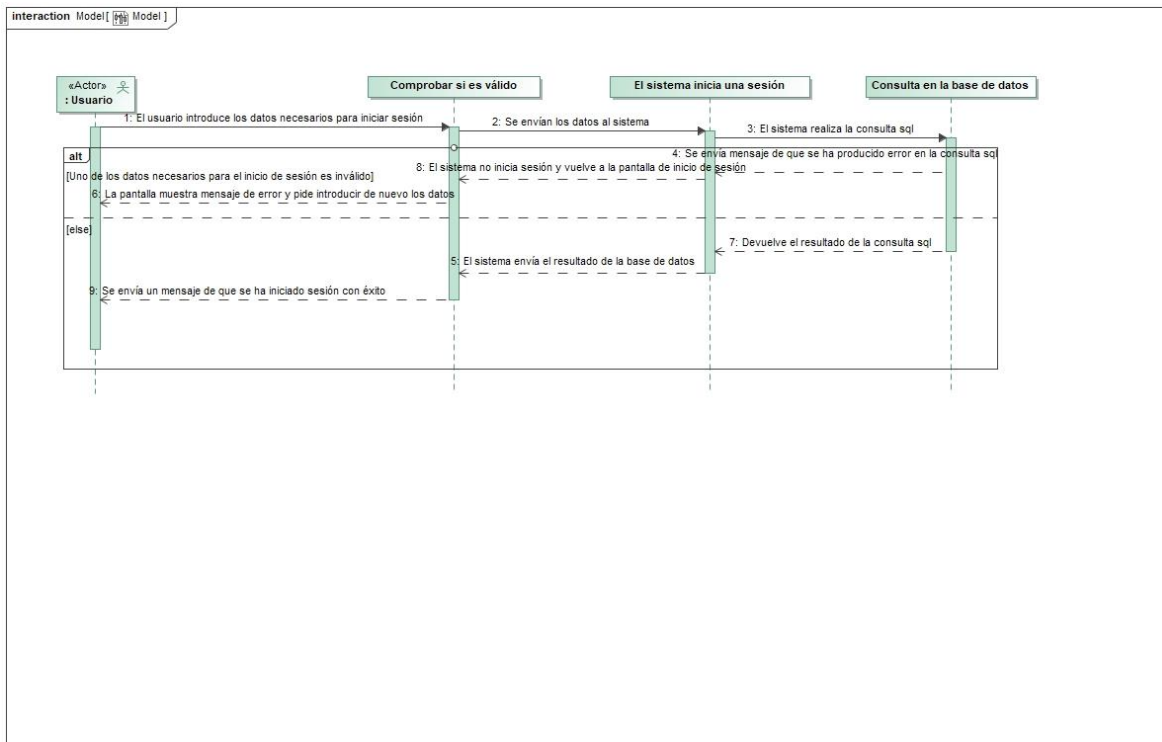 interaction Model[ Model ]
«Actor»
: Usuario
Comprobar si es válido
El sistema inicia una sesión
Consulta en la base de datos
1: El usuario introduce los datos necesarios para iniciar sesión
2: Se envían los datos al sistema
3: El sistema realiza la consulta sql
alt
4: Se envía mensaje de que se ha producido error en la consulta sql
8: El sistema no inicia sesión y vuelve a la pantalla de inicio de sesión
[Uno de los datos necesarios para el inicio de sesión es inválido]
6: La pantalla muestra mensaje de error y pide introducir de nuevo los datos
[else]
7: Devuelve el resultado de la consulta sql
5: El sistema envía el resultado de la base de datos
9: Se envía un mensaje de que se ha iniciado sesión con éxito